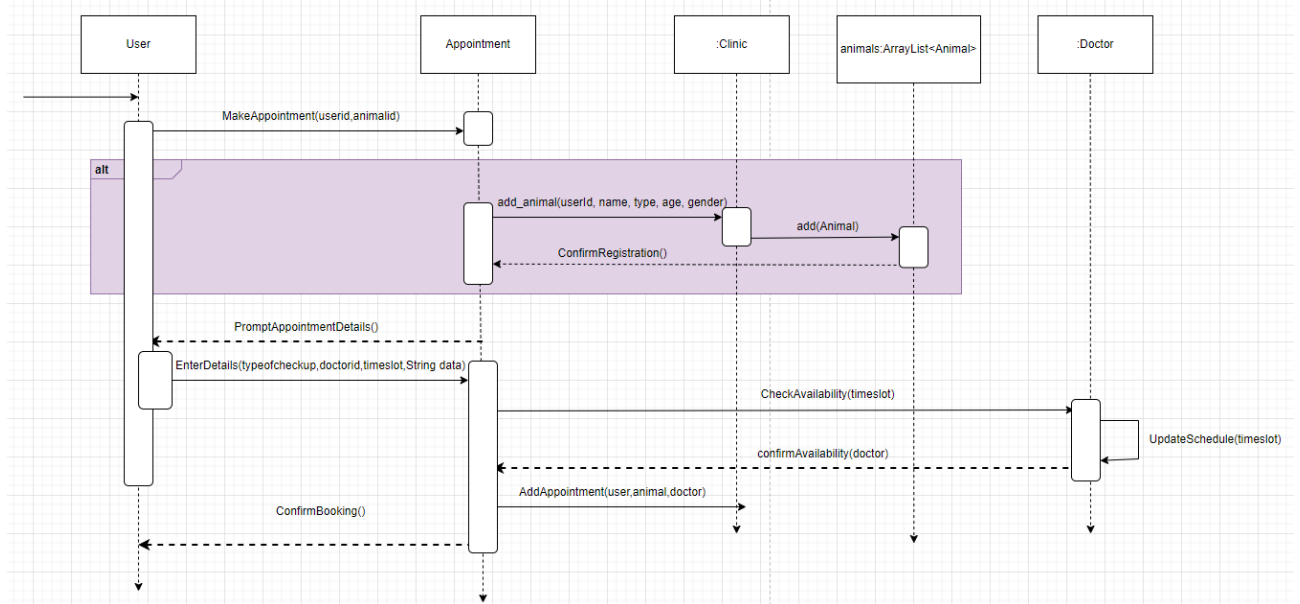 User
Appointment
:Clinic
animals:ArrayList<Animal>
:Doctor
MakeAppointment(userid,animalid)
alt
add_animal(userId, name, type, age, gender)
add(Animal)
ConfirmRegistration()
PromptAppointmentDetails()
EnterDetails(typeofcheckup,doctorid,timeslot,String data)
CheckAvailability(timeslot)
UpdateSchedule(timeslot)
confirmAvailability(doctor)
AddAppointment(user,animal,doctor)
ConfirmBooking()